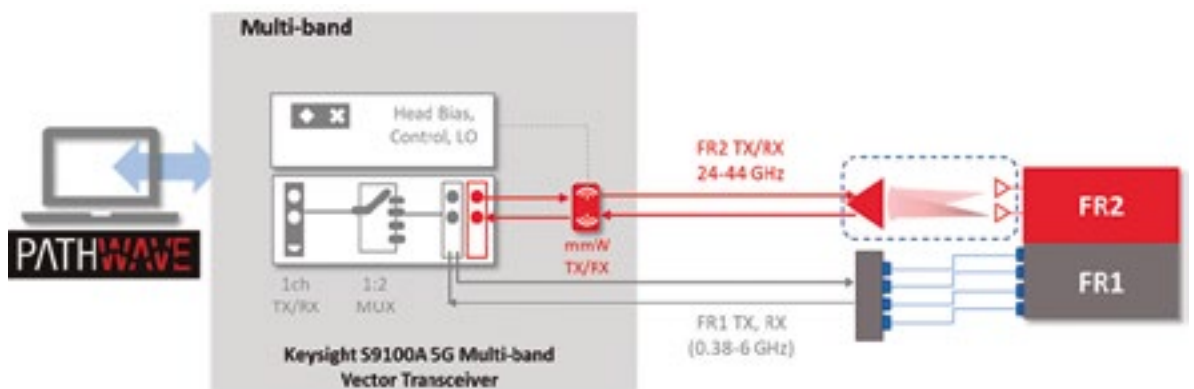 Multi-band
Head Bias,
Control, LO
FR2 TX/RX
24-44 GHz
FR2
PATHWAVE
mmW
TX/RX
FR1
1ch
TX/RX
1:2
MUX
FR1 TX, RX
(0.38-6 GHz)
Keysight S9100A 5G Multi-band
Vector Transceiver